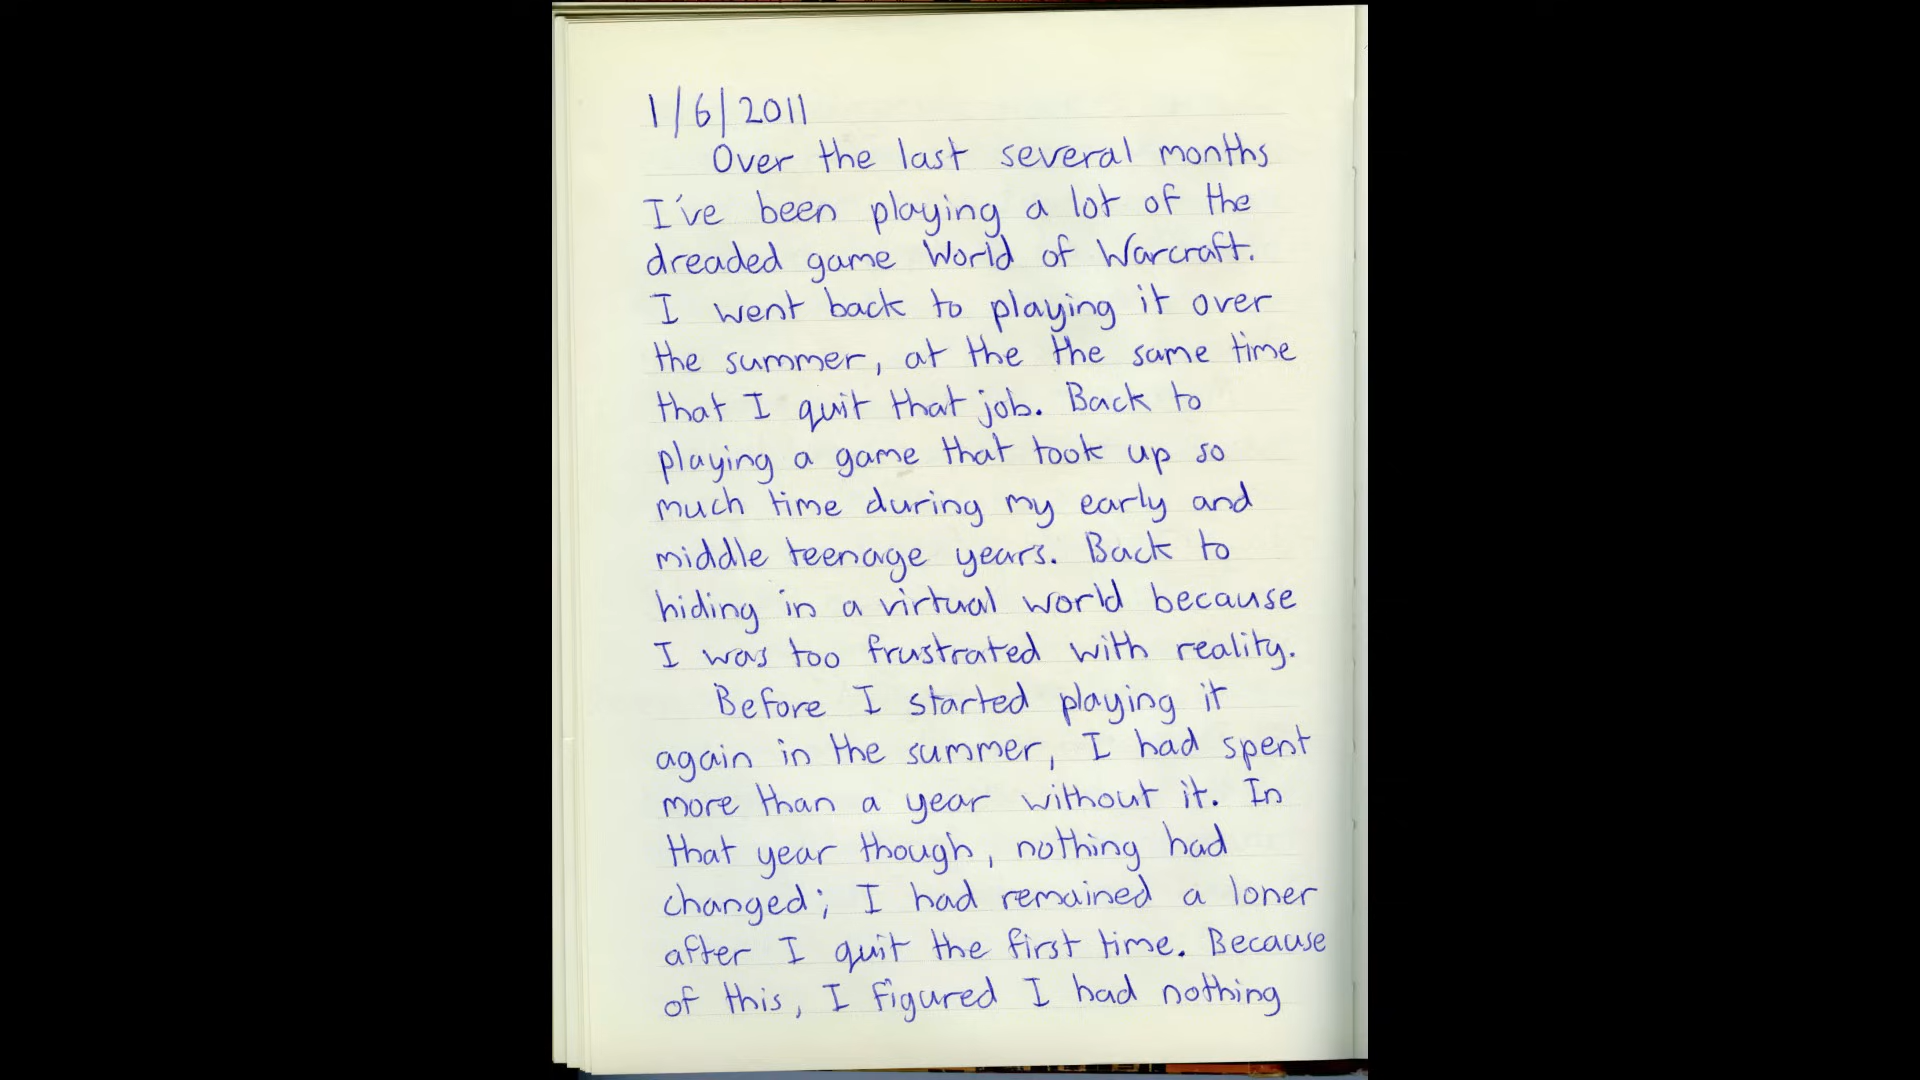 1/6/2011
Over the last several months
I've been playing a lot of the
dreaded game World of Warcraft.
I went back to playing it over
the summer, at the the same time
that I quit that job. Back to
playing a game that took up so
much time during my early and
middle teenage years. Back to
hiding in a virtual world because
I was too frustrated with reality.
Before I started playing it
again in the summer, I had spent
more than a year without it. In
that year though, nothing had
changed; I had remained a loner
after I quit the first time. Because
of this, I figured I had nothing